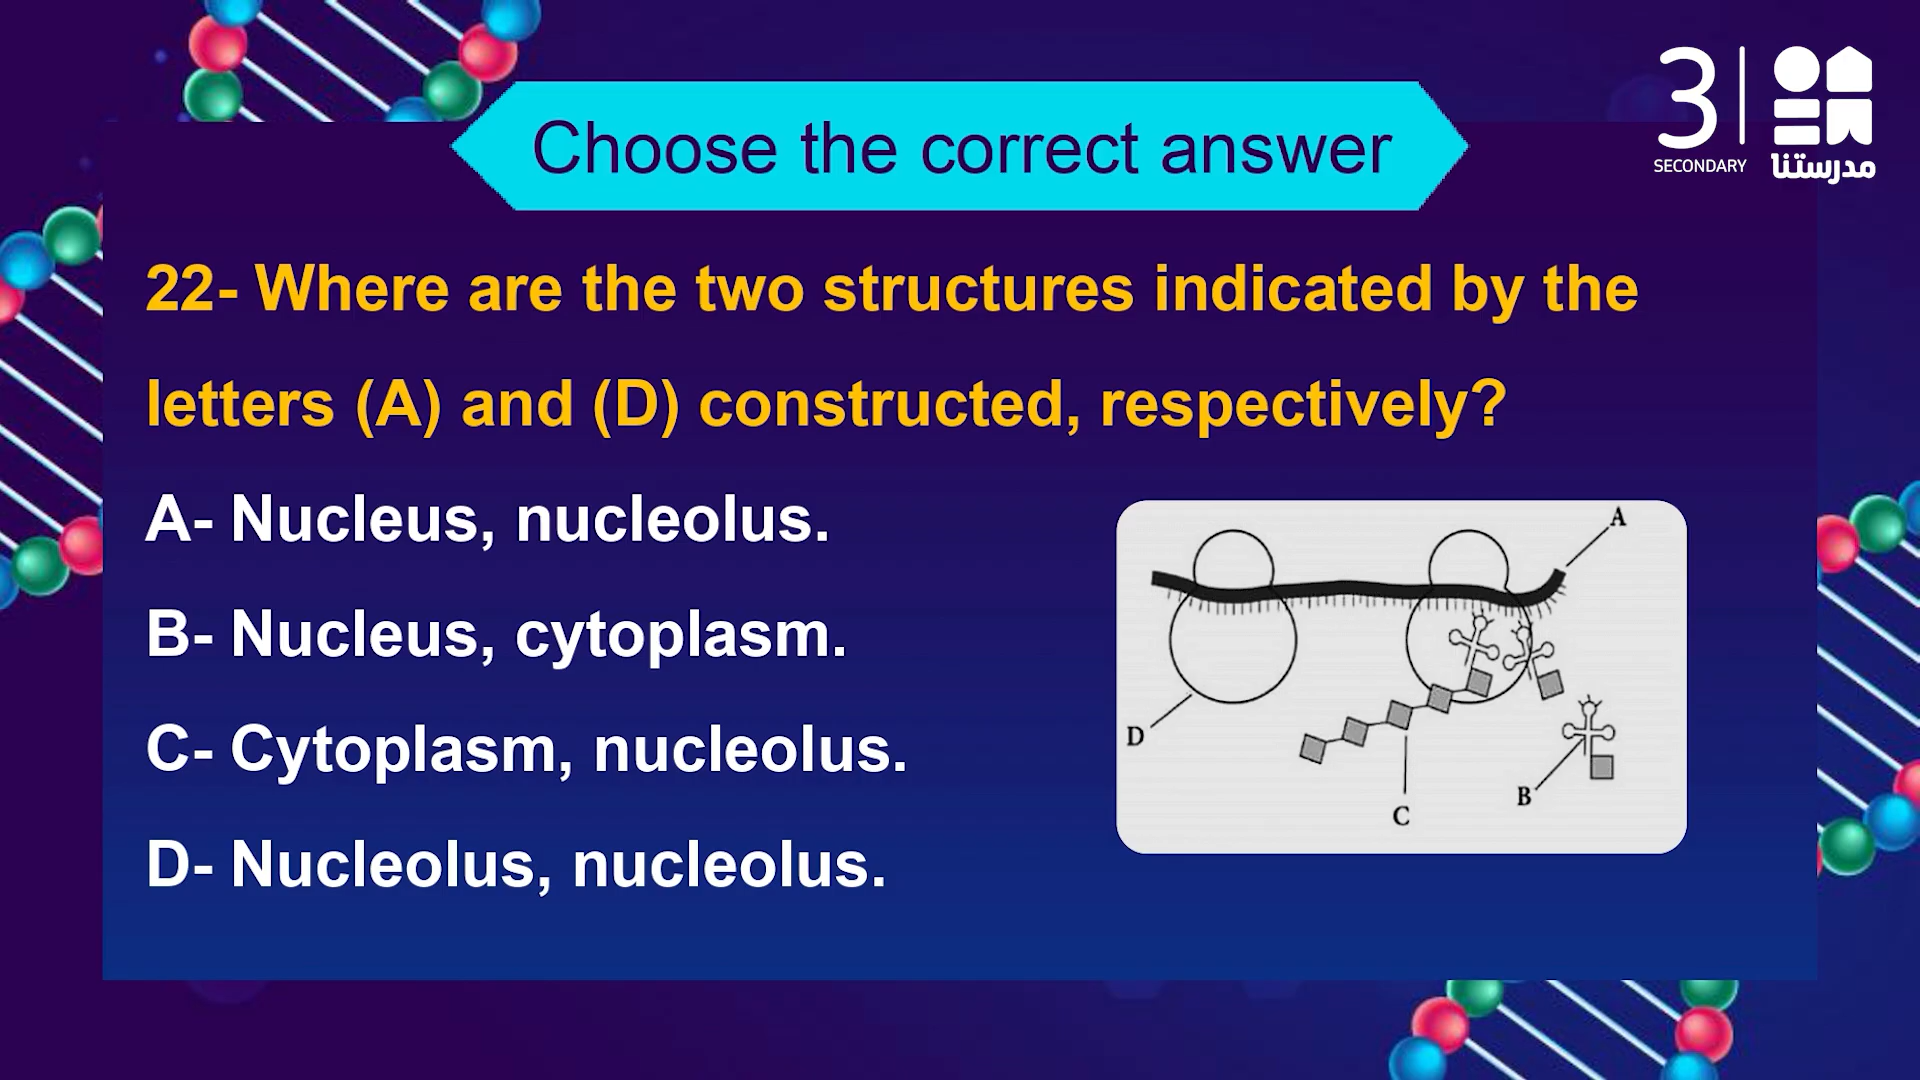 Choose the correct answer
3
SECONDARY
مدرستنا
22- Where are the two structures indicated by the
letters (A) and (D) constructed, respectively?
A- Nucleus, nucleolus.
B- Nucleus, cytoplasm.
C- Cytoplasm, nucleolus.
D- Nucleolus, nucleolus.
A
D
B
C